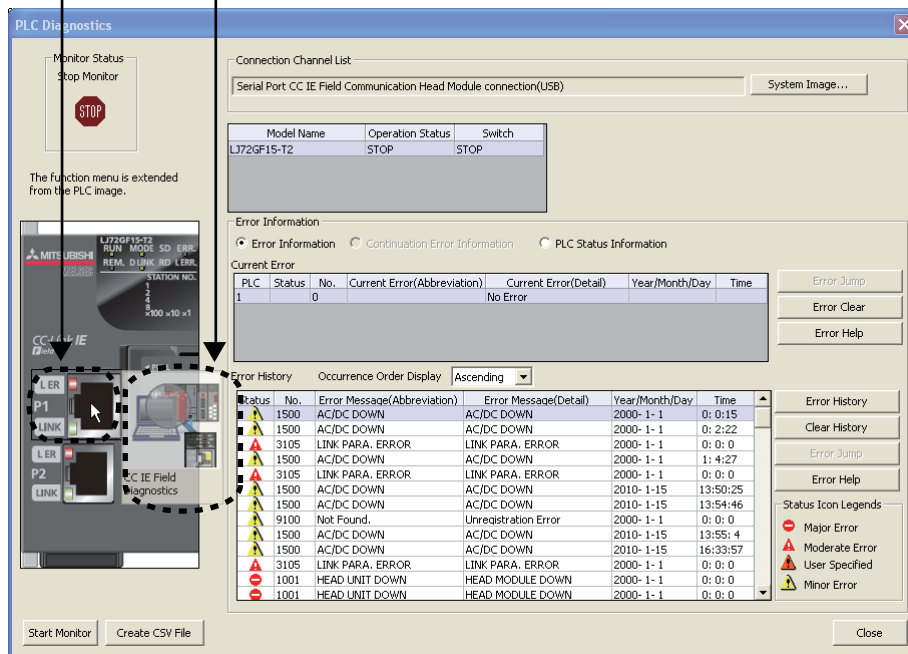 PLC Diagnostics
Monitor Status
Stop Monitor
STOP
The function menu is extended
from the PLC image.
Connection Channel List
Serial Port CC IE Field Communication Head Module connection(USB)
System Image...
Model Name Operation Status Switch
LJ72GF15-T2 STOP STOP
MITSUBISHI
LJ72GF15-T2
RUN MODE SD ERR.
REM. D LINK RD LERR.
STATION NO.
1
2
4
8
×100 ×10 ×1
CC-Link IE
Field
L ER
P1
LINK
L ER
P2
LINK
CC IE Field
Diagnostics
Error Information
Error Information Continuation Error Information PLC Status Information
Current Error
PLC Status No. Current Error(Abbreviation) Current Error(Detail) Year/Month/Day Time
1 0 No Error
Error Jump
Error Clear
Error Help
Error History Occurrence Order Display Ascending
Status No. Error Message(Abbreviation) Error Message(Detail) Year/Month/Day Time
1500 AC/DC DOWN AC/DC DOWN 2000- 1- 1 0: 0:15
1500 AC/DC DOWN AC/DC DOWN 2000- 1- 1 0: 2:22
3105 LINK PARA. ERROR LINK PARA. ERROR 2000- 1- 1 0: 0: 0
1500 AC/DC DOWN AC/DC DOWN 2000- 1- 1 1: 4:27
3105 LINK PARA. ERROR LINK PARA. ERROR 2000- 1- 1 0: 0: 0
1500 AC/DC DOWN AC/DC DOWN 2010- 1-15 13:50:25
1500 AC/DC DOWN AC/DC DOWN 2010- 1-15 13:54:46
9100 Not Found. Unregistration Error 2000- 1- 1 0: 0: 0
1500 AC/DC DOWN AC/DC DOWN 2010- 1-15 13:55: 4
1500 AC/DC DOWN AC/DC DOWN 2010- 1-15 16:33:57
3105 LINK PARA. ERROR LINK PARA. ERROR 2000- 1- 1 0: 0: 0
1001 HEAD UNIT DOWN HEAD MODULE DOWN 2000- 1- 1 0: 0: 0
1001 HEAD UNIT DOWN HEAD MODULE DOWN 2000- 1- 1 0: 0: 0
Error History
Clear History
Error Jump
Error Help
Status Icon Legends
Major Error
Moderate Error
User Specified
Minor Error
Start Monitor
Create CSV File
Close